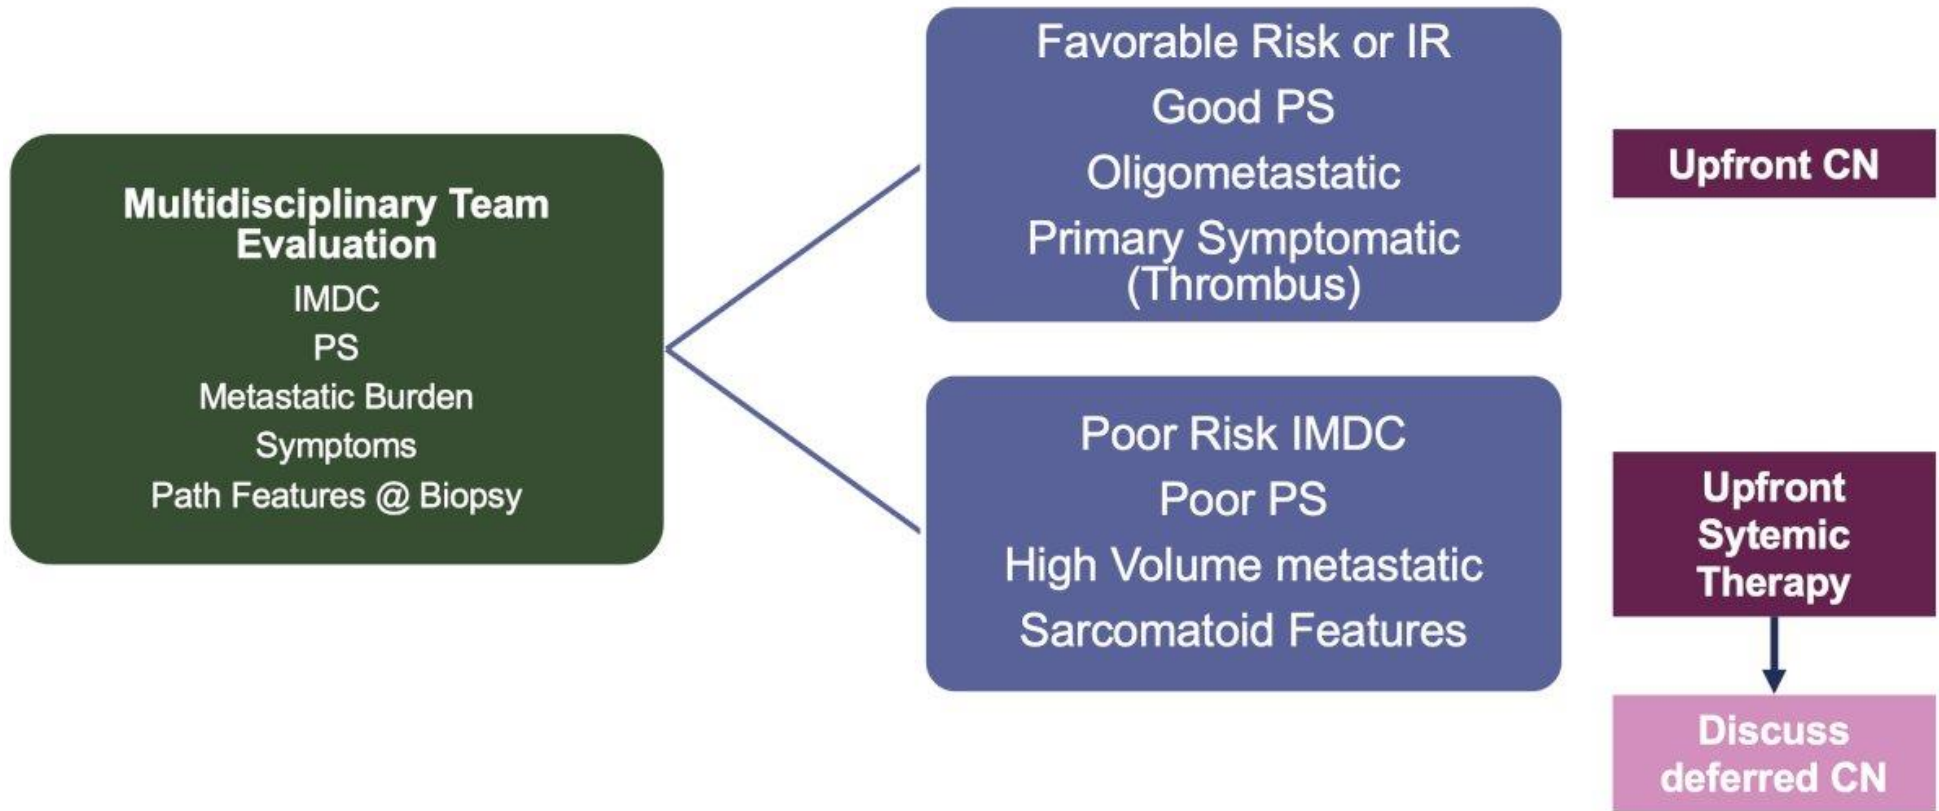 Multidisciplinary Team
Evaluation
IMDC
PS
Metastatic Burden
Symptoms
Path Features @ Biopsy
Favorable Risk or IR
Good PS
Oligometastatic
Primary Symptomatic
(Thrombus)
Upfront CN
Poor Risk IMDC
Poor PS
High Volume metastatic
Sarcomatoid Features
Upfront
Sytemic
Therapy
Discuss
deferred CN